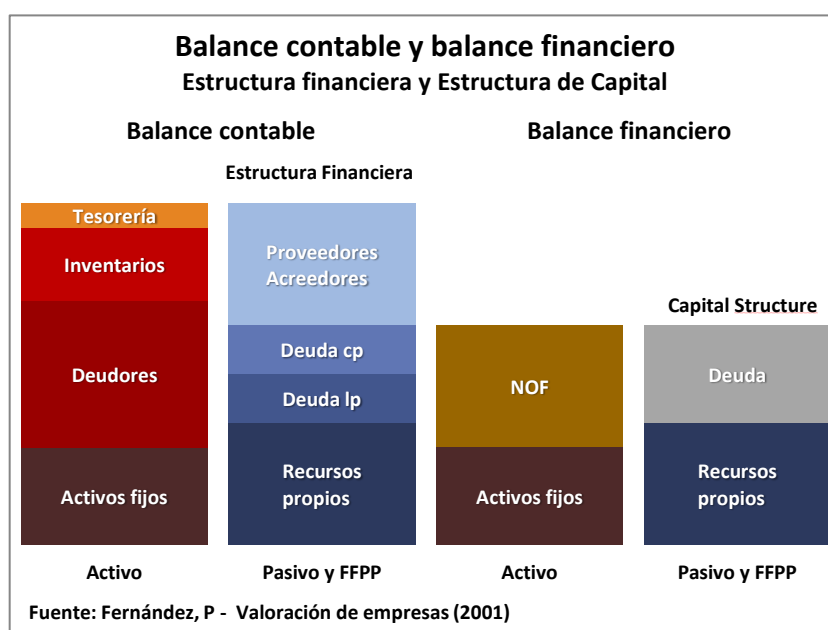 Balance contable y balance financiero
Estructura financiera y Estructura de Capital
Balance contable
Balance financiero
Estructura Financiera
Capital Structure
Tesorería
Inventarios
Deudores
Activos fijos
Proveedores
Acreedores
Deuda cp
Deuda lp
Recursos
propios
NOF
Activos fijos
Deuda
Recursos
propios
Activo
Pasivo y FFPP
Activo
Pasivo y FFPP
Fuente: Fernández, P - Valoración de empresas (2001)